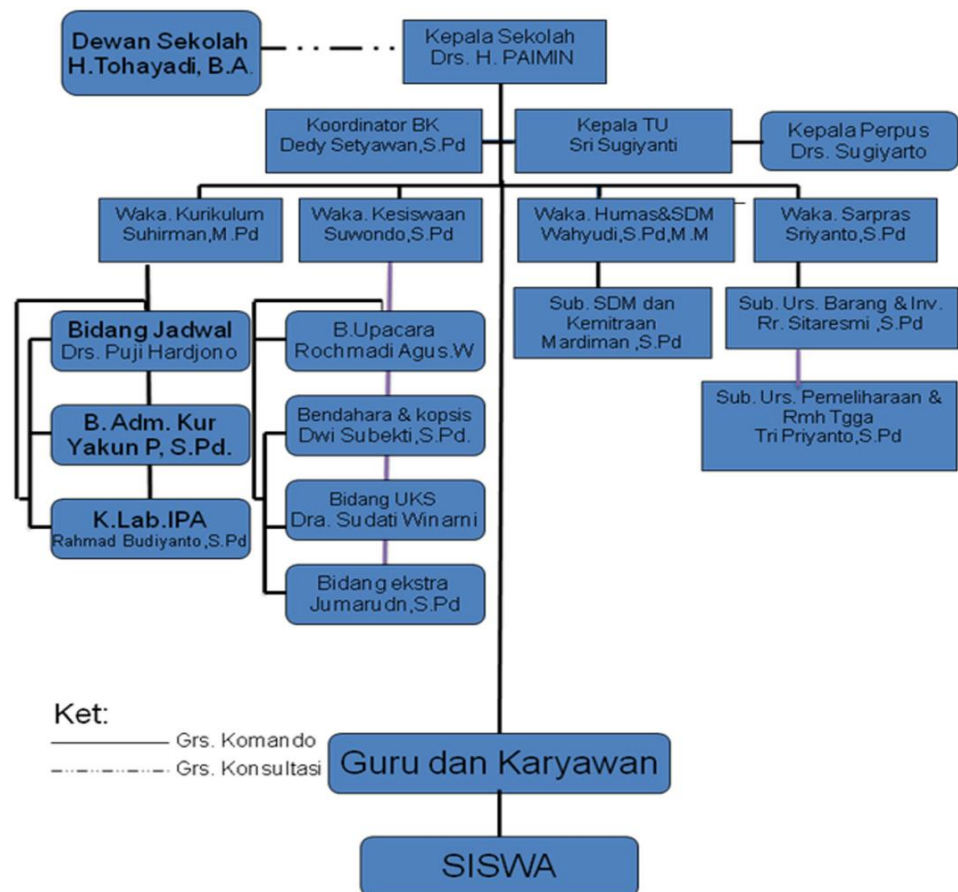 Dewan Sekolah
H.Tohayadi, B.A.
Kepala Sekolah
Drs. H. PAIMIN
Koordinator BK
Dedy Setyawan,S.Pd
Kepala TU
Sri Sugiyanti
Kepala Perpus
Drs. Sugiyarto
Waka. Kurikulum
Suhirman,M.Pd
Waka. Kesiswaan
Suwondo,S.Pd
Waka. Humas&SDM
Wahyudi,S.Pd,M.M
Waka. Sarpras
Sriyanto,S.Pd
Bidang Jadwal
Drs. Puji Hardjono
B.Upacara
Rochmadi Agus.W
Sub. SDM dan
Kemitraan
Mardiman ,S.Pd
Sub. Urs. Barang & Inv.
Rr. Sitaresmi ,S.Pd
B. Adm. Kur
Yakun P, S.Pd.
Bendahara & kopsis
Dwi Subekti,S.Pd.
Sub. Urs. Pemeliharaan &
Rmh Tgga
Tri Priyanto,S.Pd
K.Lab.IPA
Rahmad Budiyanto,S.Pd
Bidang UKS
Dra. Sudati Winarni
Bidang ekstra
Jumarudn,S.Pd
Ket:
Grs. Komando
Grs. Konsultasi
Guru dan Karyawan
SISWA